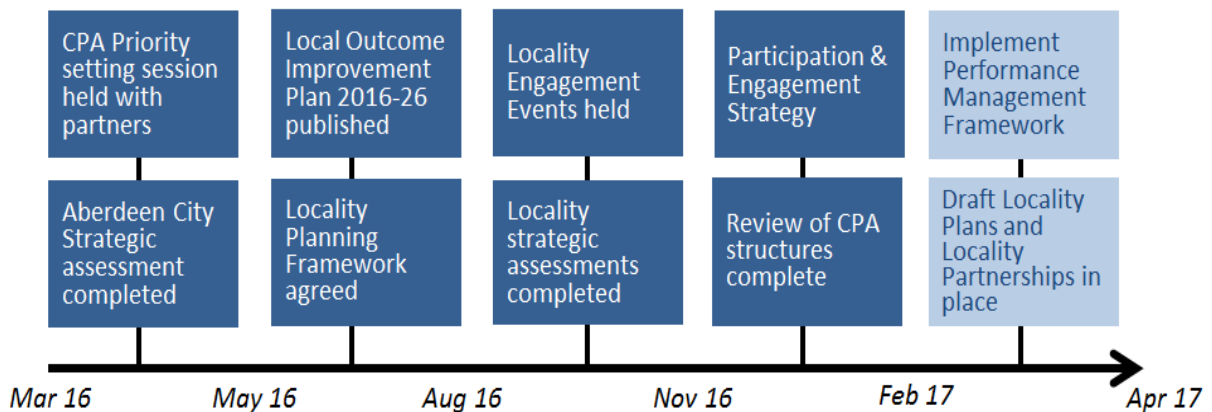 CPA Priority
setting session
held with
partners
Local Outcome
Improvement
Plan 2016-26
published
Locality
Engagement
Events held
Participation &
Engagement
Strategy
Implement
Performance
Management
Framework
Aberdeen City
Strategic
assessment
completed
Locality
Planning
Framework
agreed
Locality
strategic
assessments
completed
Review of CPA
structures
complete
Draft Locality
Plans and
Locality
Partnerships in
place
Mar 16
May 16
Aug 16
Nov 16
Feb 17
Apr 17